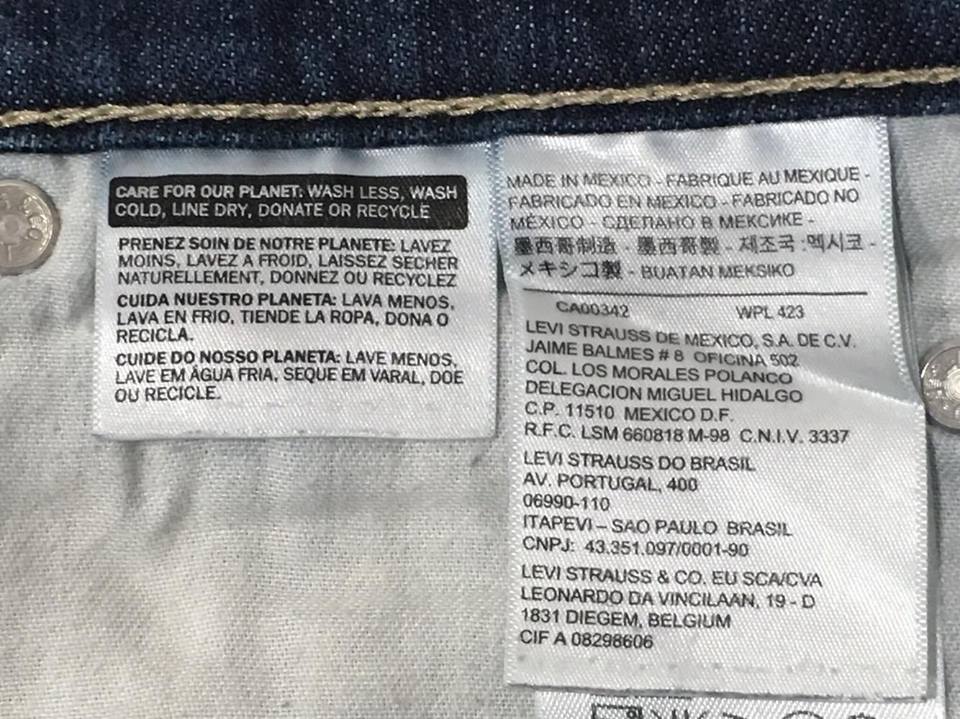 CARE FOR OUR PLANET: WASH LESS, WASH
COLD, LINE DRY, DONATE OR RECYCLE
PRENEZ SOIN DE NOTRE PLANETE: LAVEZ
MOINS, LAVEZ A FROID, LAISSEZ SECHER
NATURELLEMENT, DONNEZ OU RECYCLEZ
CUIDA NUESTRO PLANETA: LAVA MENOS,
LAVA EN FRIO, TIENDE LA ROPA, DONA O
RECICLA.
CUIDE DO NOSSO PLANETA: LAVE MENOS,
LAVE EM ÁGUA FRIA, SEQUE EM VARAL, DOE
OU RECICLE.
MADE IN MEXICO - FABRIQUE AU MEXIQUE -
FABRICADO EN MEXICO - FABRICADO NO
MÉXICO - СДЕЛАНО В МЕКСИКЕ -
墨西哥制造 - 墨西哥製 - 제조국 :멕시코 -
メキシコ製 - BUATAN MEKSIKO
CA00342 WPL 423
LEVI STRAUSS DE MEXICO, S.A. DE C.V.
JAIME BALMES # 8 OFICINA 502
COL. LOS MORALES POLANCO
DELEGACION MIGUEL HIDALGO
C.P. 11510 MEXICO D.F.
R.F.C. LSM 660818 M-98 C.N.I.V. 3337
LEVI STRAUSS DO BRASIL
AV. PORTUGAL, 400
06990-110
ITAPEVI – SAO PAULO BRASIL
CNPJ: 43.351.097/0001-90
LEVI STRAUSS & CO. EU SCA/CVA
LEONARDO DA VINCILAAN, 19 - D
1831 DIEGEM, BELGIUM
CIF A 08298606